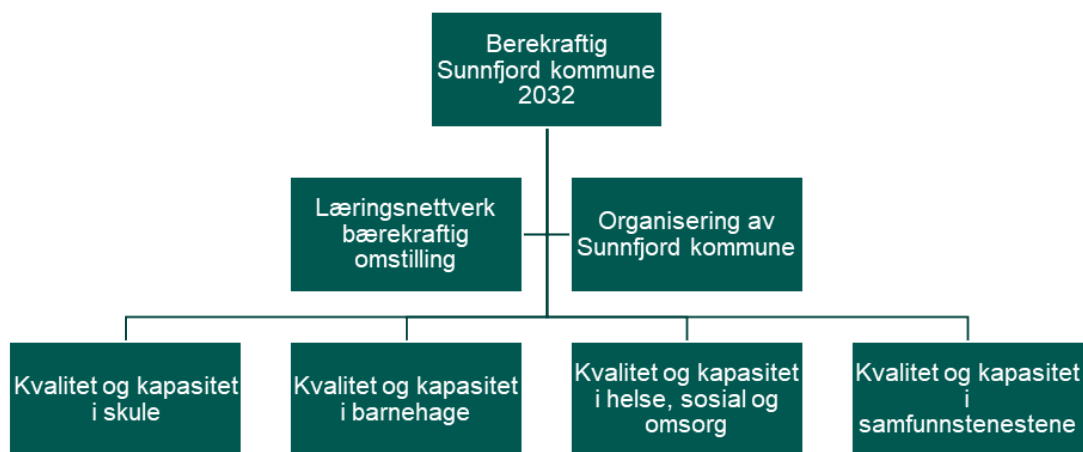 Berekraftig
Sunnfjord kommune
2032
Læringsnettverk
bærekraftig
omstilling
Organisering av
Sunnfjord kommune
Kvalitet og kapasitet
i skule
Kvalitet og kapasitet
i barnehage
Kvalitet og kapasitet
i helse, sosial og
omsorg
Kvalitet og kapasitet
i
samfunnstenestene